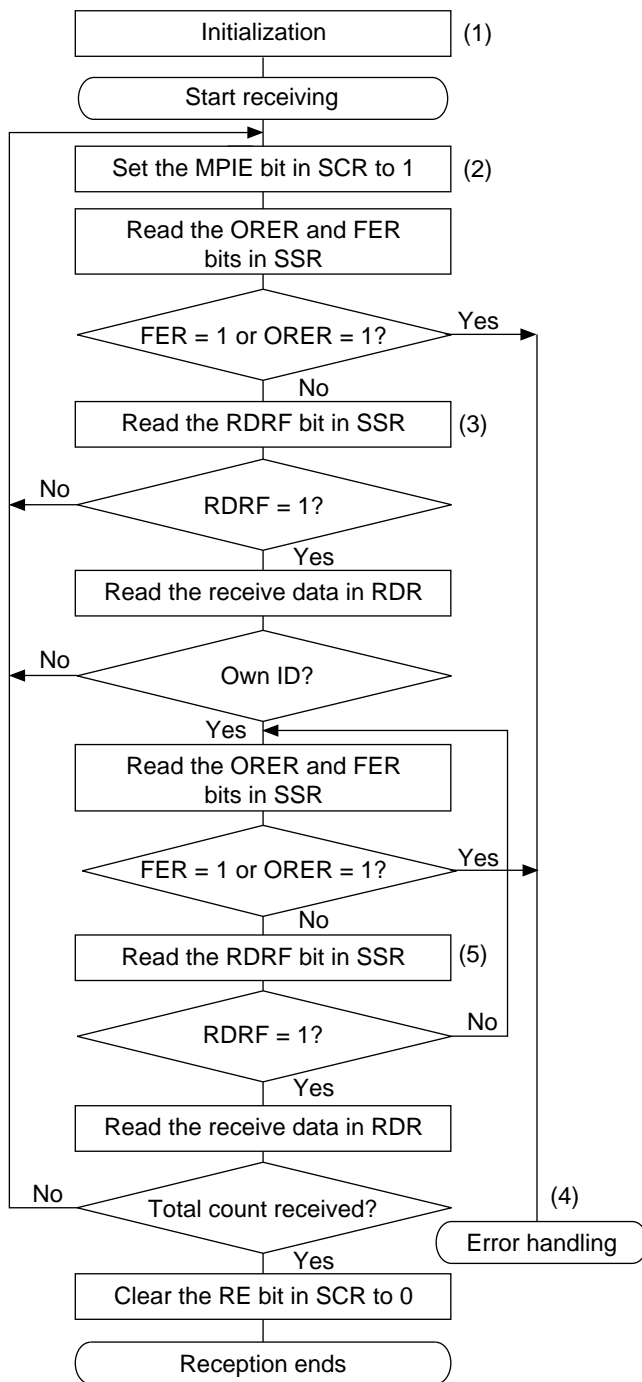 Initialization
(1)
Start receiving
Set the MPIE bit in SCR to 1
(2)
Read the ORER and FER
bits in SSR
FER = 1 or ORER = 1?
Yes
No
Read the RDRF bit in SSR
(3)
No
RDRF = 1?
Yes
Read the receive data in RDR
No
Own ID?
Yes
Read the ORER and FER
bits in SSR
FER = 1 or ORER = 1?
Yes
No
Read the RDRF bit in SSR
(5)
RDRF = 1?
No
Yes
Read the receive data in RDR
No
Total count received?
(4)
Error handling
Yes
Clear the RE bit in SCR to 0
Reception ends